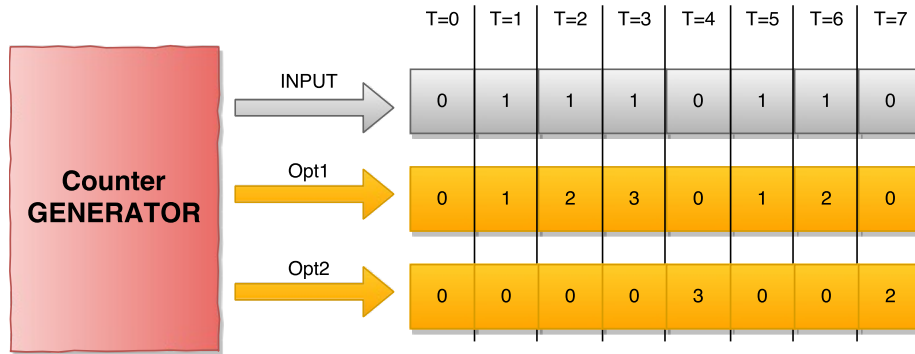 T=0 T=1 T=2 T=3 T=4 T=5 T=6 T=7
INPUT
0 1 1 1 0 1 1 0
Counter
GENERATOR
Opt1
0 1 2 3 0 1 2 0
Opt2
0 0 0 0 3 0 0 2